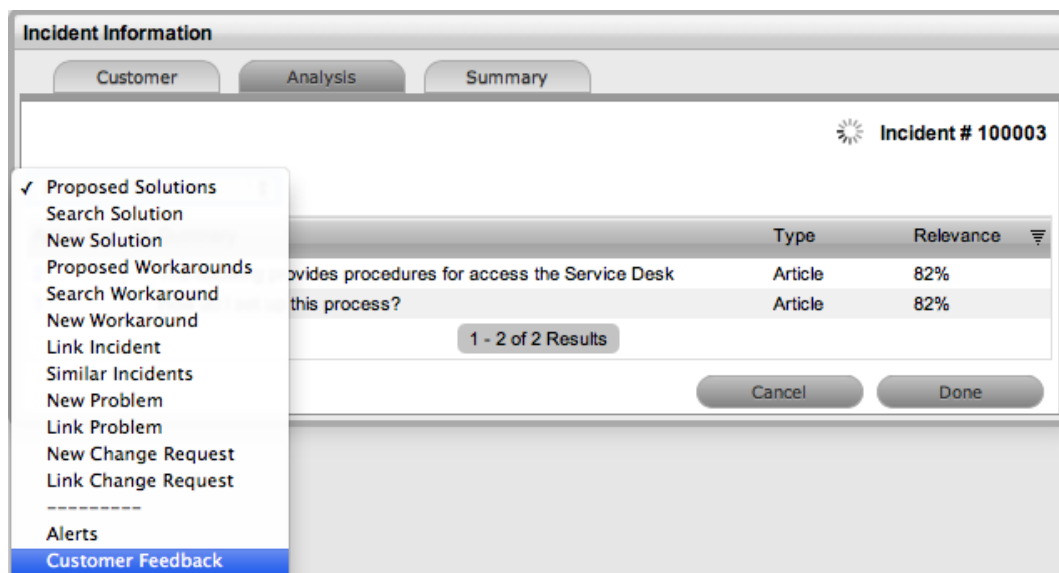 Incident Information
Customer Analysis Summary
Incident # 100003
✓ Proposed Solutions
Search Solution
New Solution
Proposed Workarounds
Search Workaround
New Workaround
Link Incident
Similar Incidents
New Problem
Link Problem
New Change Request
Link Change Request
---------
Alerts
Customer Feedback
Type Relevance
provides procedures for access the Service Desk Article 82%
this process? Article 82%
1 - 2 of 2 Results
Cancel Done